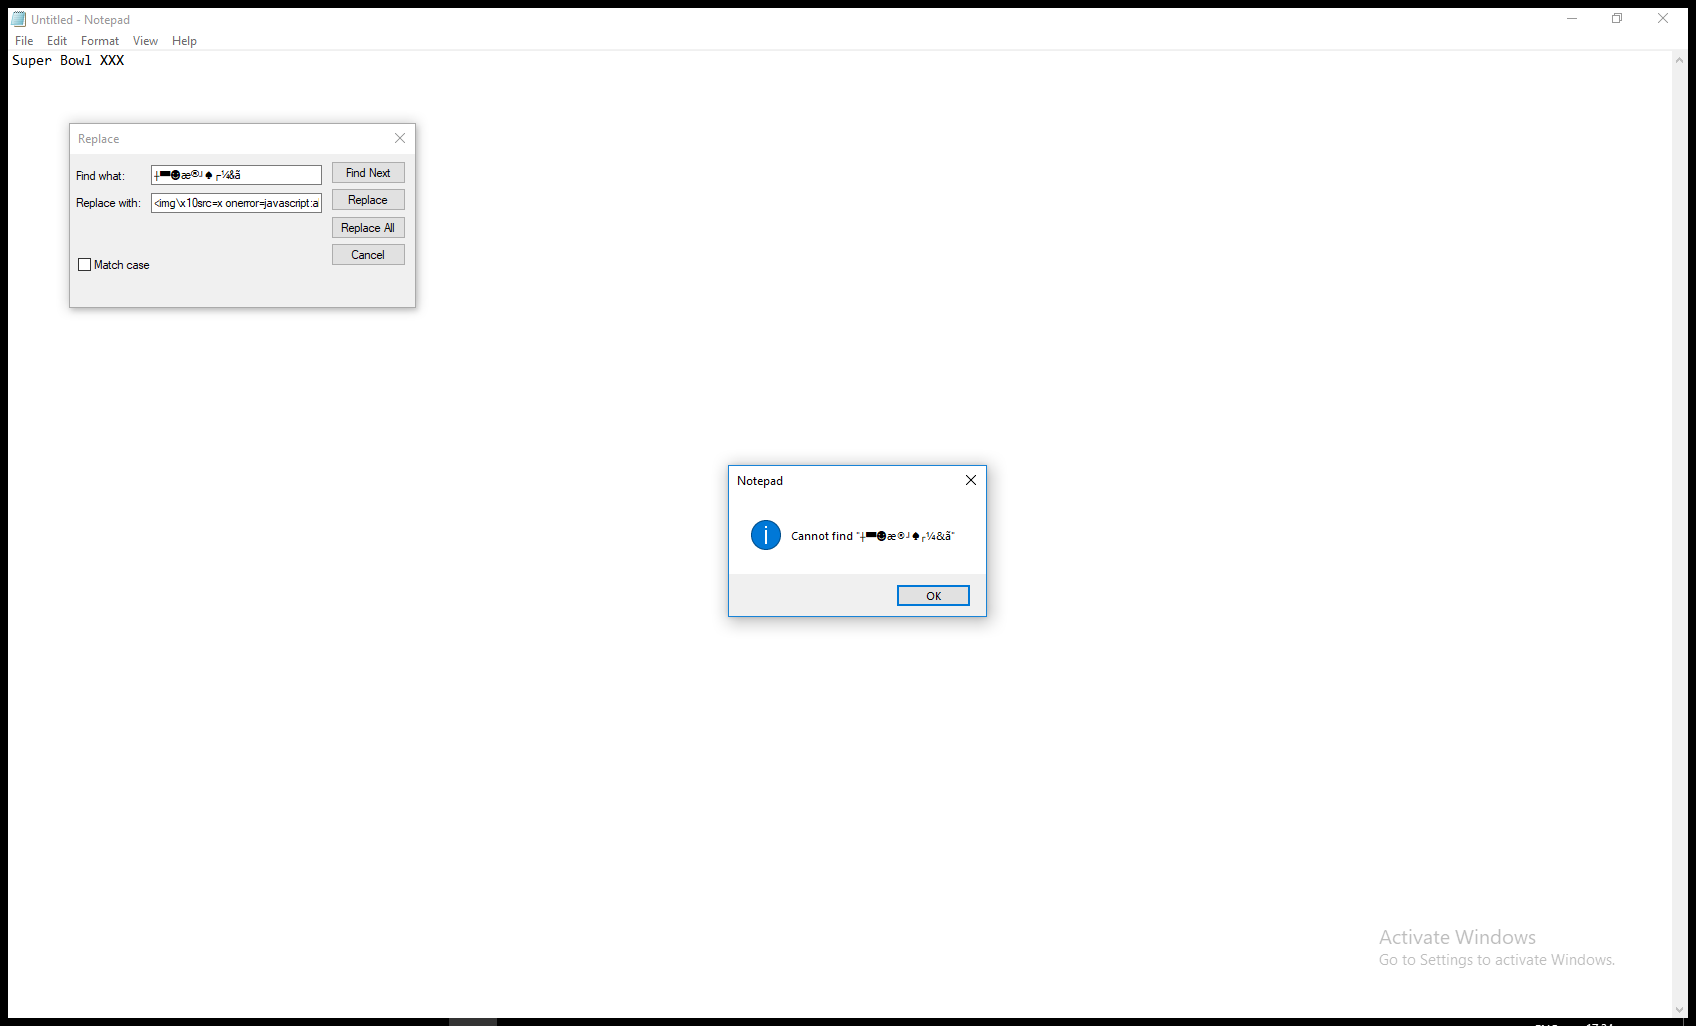 Untitled - Notepad
File Edit Format View Help
Super Bowl XXX
Replace
Find what: ┼▀☻æ®┘♠┌¼&ã Find Next
Replace with: <img\x10src=x onerror=javascript:a Replace
Replace All
Cancel
Match case
Notepad
Cannot find "┼▀☻æ®┘♠┌¼&ã"
OK
Activate Windows
Go to Settings to activate Windows.